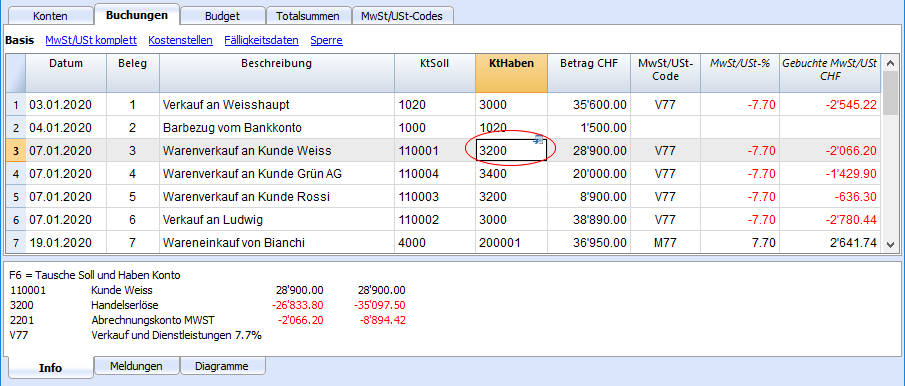 Konten Buchungen Budget Totalsummen MwSt/USt-Codes
Basis MwSt/USt komplett Kostenstellen Fälligkeitsdaten Sperre
Datum Beleg Beschreibung KtSoll KtHaben Betrag CHF MwSt/USt-Code MwSt/USt-% Gebuchte MwSt/USt CHF
1 03.01.2020 1 Verkauf an Weisshaupt 1020 3000 35'600.00 V77 -7.70 -2'545.22
2 04.01.2020 2 Barbezug vom Bankkonto 1000 1020 1'500.00
3 07.01.2020 3 Warenverkauf an Kunde Weiss 110001 3200 28'900.00 V77 -7.70 -2'066.20
4 07.01.2020 4 Warenverkauf an Kunde Grün AG 110004 3400 20'000.00 V77 -7.70 -1'429.90
5 07.01.2020 5 Warenverkauf an Kunde Rossi 110003 3200 8'900.00 V77 -7.70 -636.30
6 07.01.2020 6 Verkauf an Ludwig 110002 3000 38'890.00 V77 -7.70 -2'780.44
7 19.01.2020 7 Wareneinkauf von Bianchi 4000 200001 36'950.00 M77 7.70 2'641.74
F6 = Tausche Soll und Haben Konto
110001 Kunde Weiss 28'900.00 28'900.00
3200 Handelserlöse -26'833.80 -35'097.50
2201 Abrechnungskonto MWST -2'066.20 -8'894.42
V77 Verkauf und Dienstleistungen 7.7%
Info Meldungen Diagramme